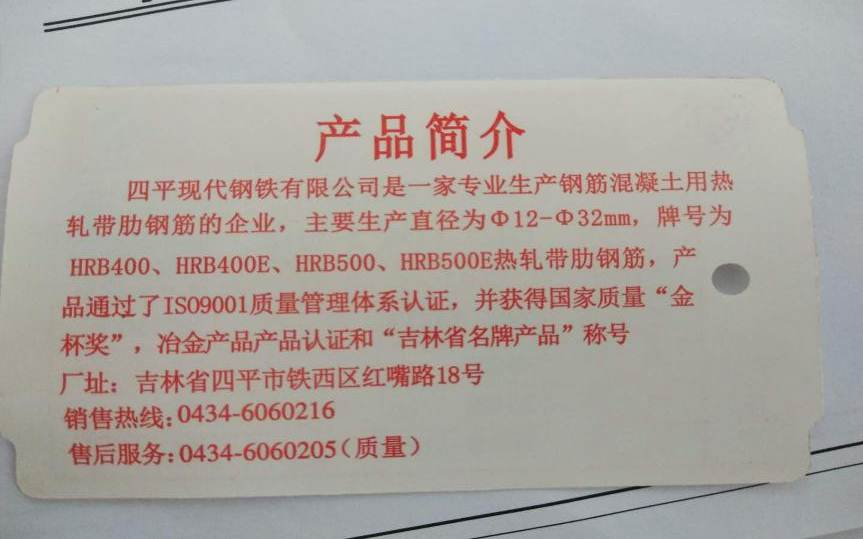 产品简介
四平现代钢铁有限公司是一家专业生产钢筋混凝土用热
轧带肋钢筋的企业，主要生产直径为Φ12-Φ32mm，牌号为
HRB400、HRB400E、HRB500、HRB500E热轧带肋钢筋，产
品通过了ISO9001质量管理体系认证，并获得国家质量“金
杯奖”，冶金产品产品认证和“吉林省名牌产品”称号
厂址：吉林省四平市铁西区红嘴路18号
销售热线：0434-6060216
售后服务：0434-6060205（质量）